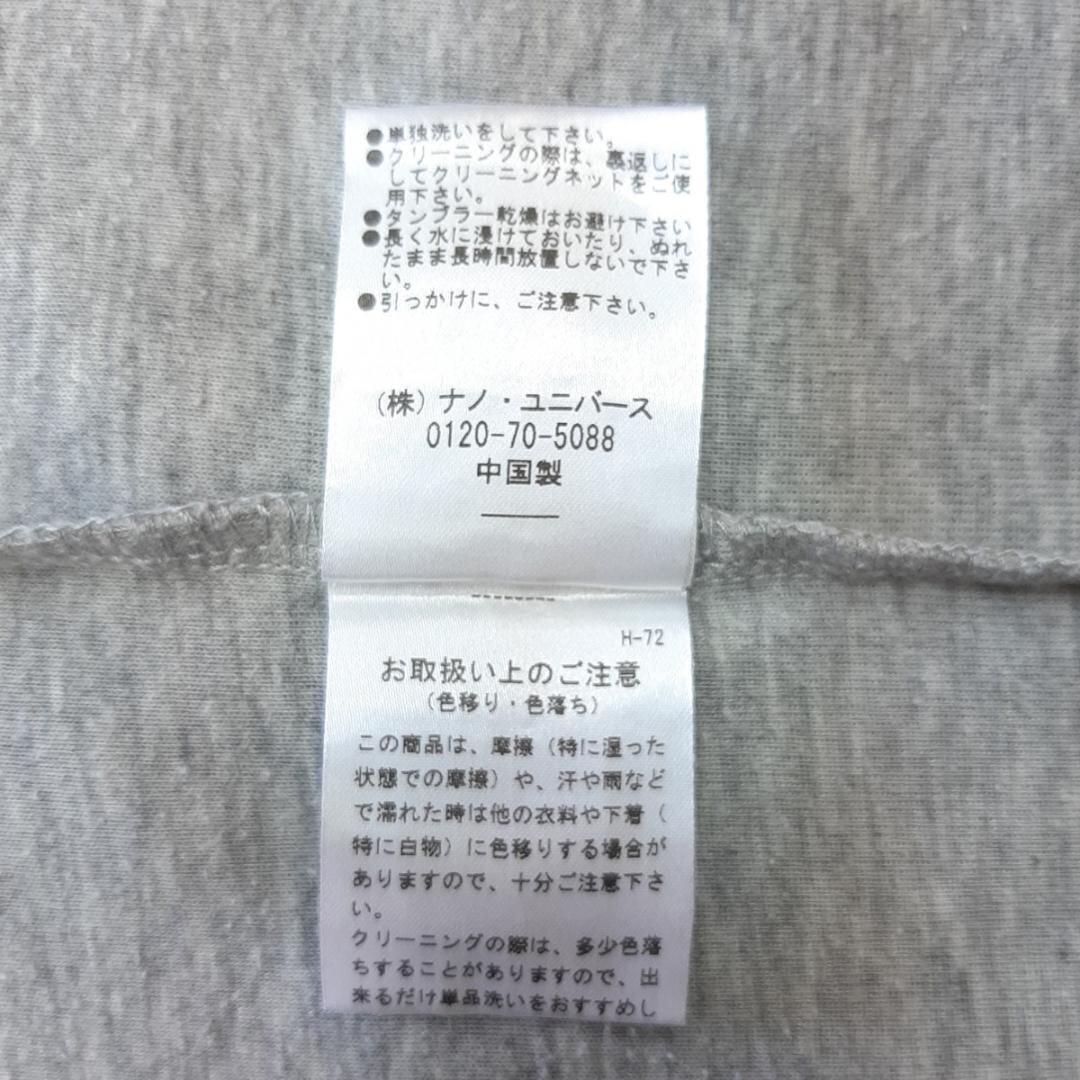 ●単独洗いをして下さい。
●クリーニングの際は、裏返しに
してクリーニングネットをご使
用下さい。
●タンブラー乾燥はお避け下さい
●長く水に浸けておいたり、ぬれ
たまま長時間放置しないで下さ
い。
●引っかけに、ご注意下さい。
(株)ナノ・ユニバース
0120-70-5088
中国製
H-72
お取扱い上のご注意
(色移り・色落ち)
この商品は、摩擦(特に湿った
状態での摩擦)や、汗や雨など
で濡れた時は他の衣料や下着(
特に白物)に色移りする場合が
ありますので、十分ご注意下さ
い。
クリーニングの際は、多少色落
ちすることがありますので、出
来るだけ単品洗いをおすすめし